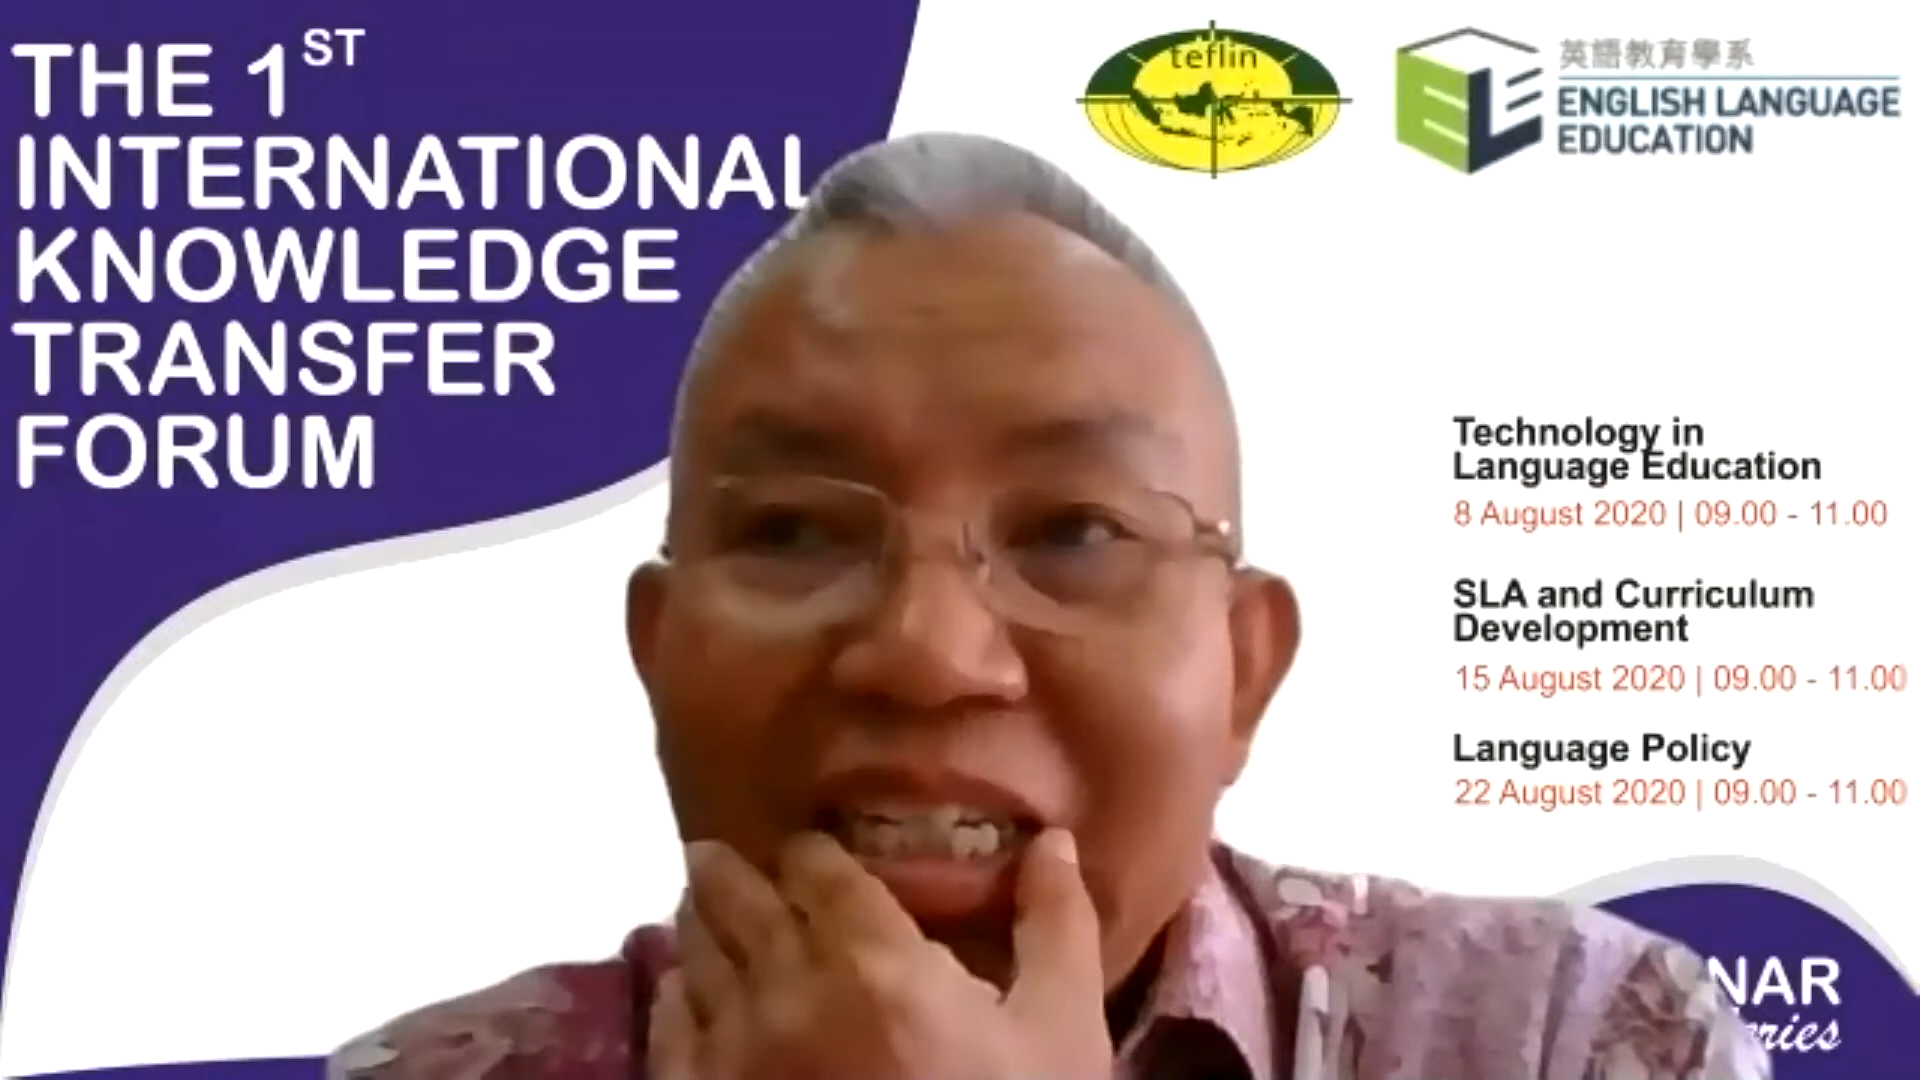 THE 1ST
INTERNATIONAL
KNOWLEDGE
TRANSFER
FORUM
teflin
英語教育學系
ENGLISH LANGUAGE
EDUCATION
Technology in
Language Education
8 August 2020 | 09.00 - 11.00
SLA and Curriculum
Development
15 August 2020 | 09.00 - 11.00
Language Policy
22 August 2020 | 09.00 - 11.00